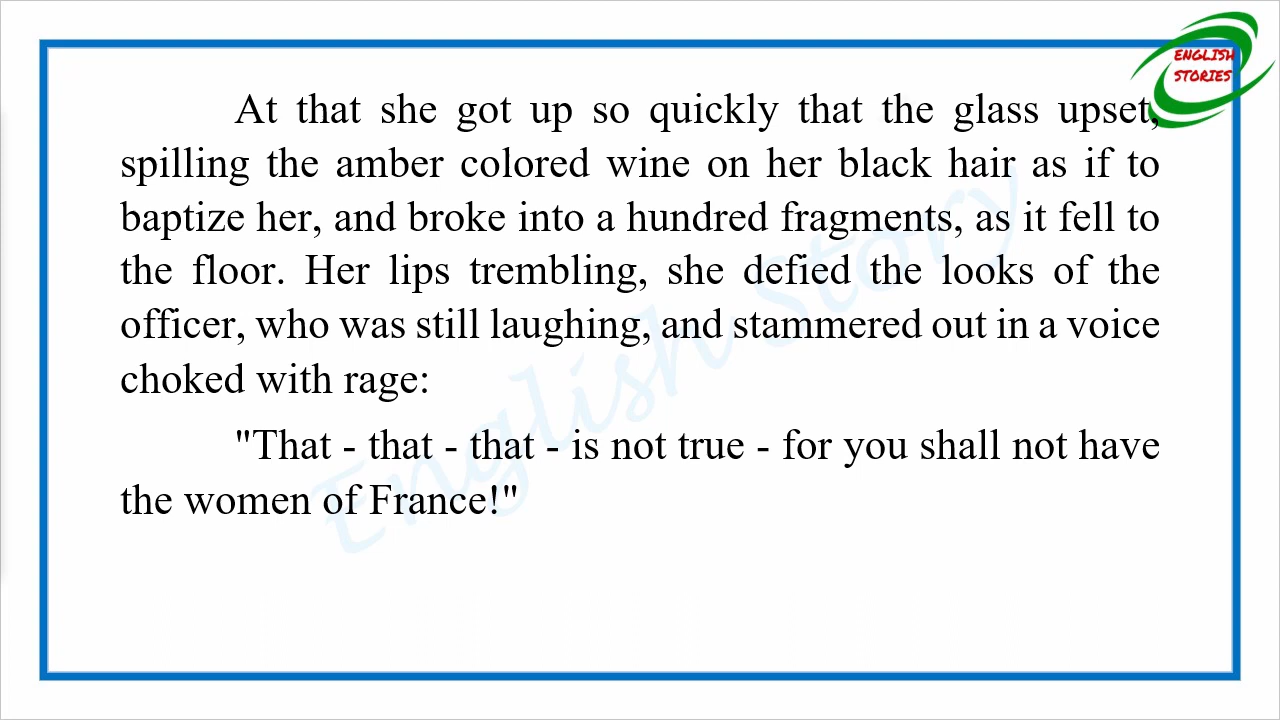 ENGLISH
STORIES
At that she got up so quickly that the glass upset,
spilling the amber colored wine on her black hair as if to
baptize her, and broke into a hundred fragments, as it fell to
the floor. Her lips trembling, she defied the looks of the
officer, who was still laughing, and stammered out in a voice
choked with rage:
"That - that - that - is not true - for you shall not have
the women of France!"
English Story